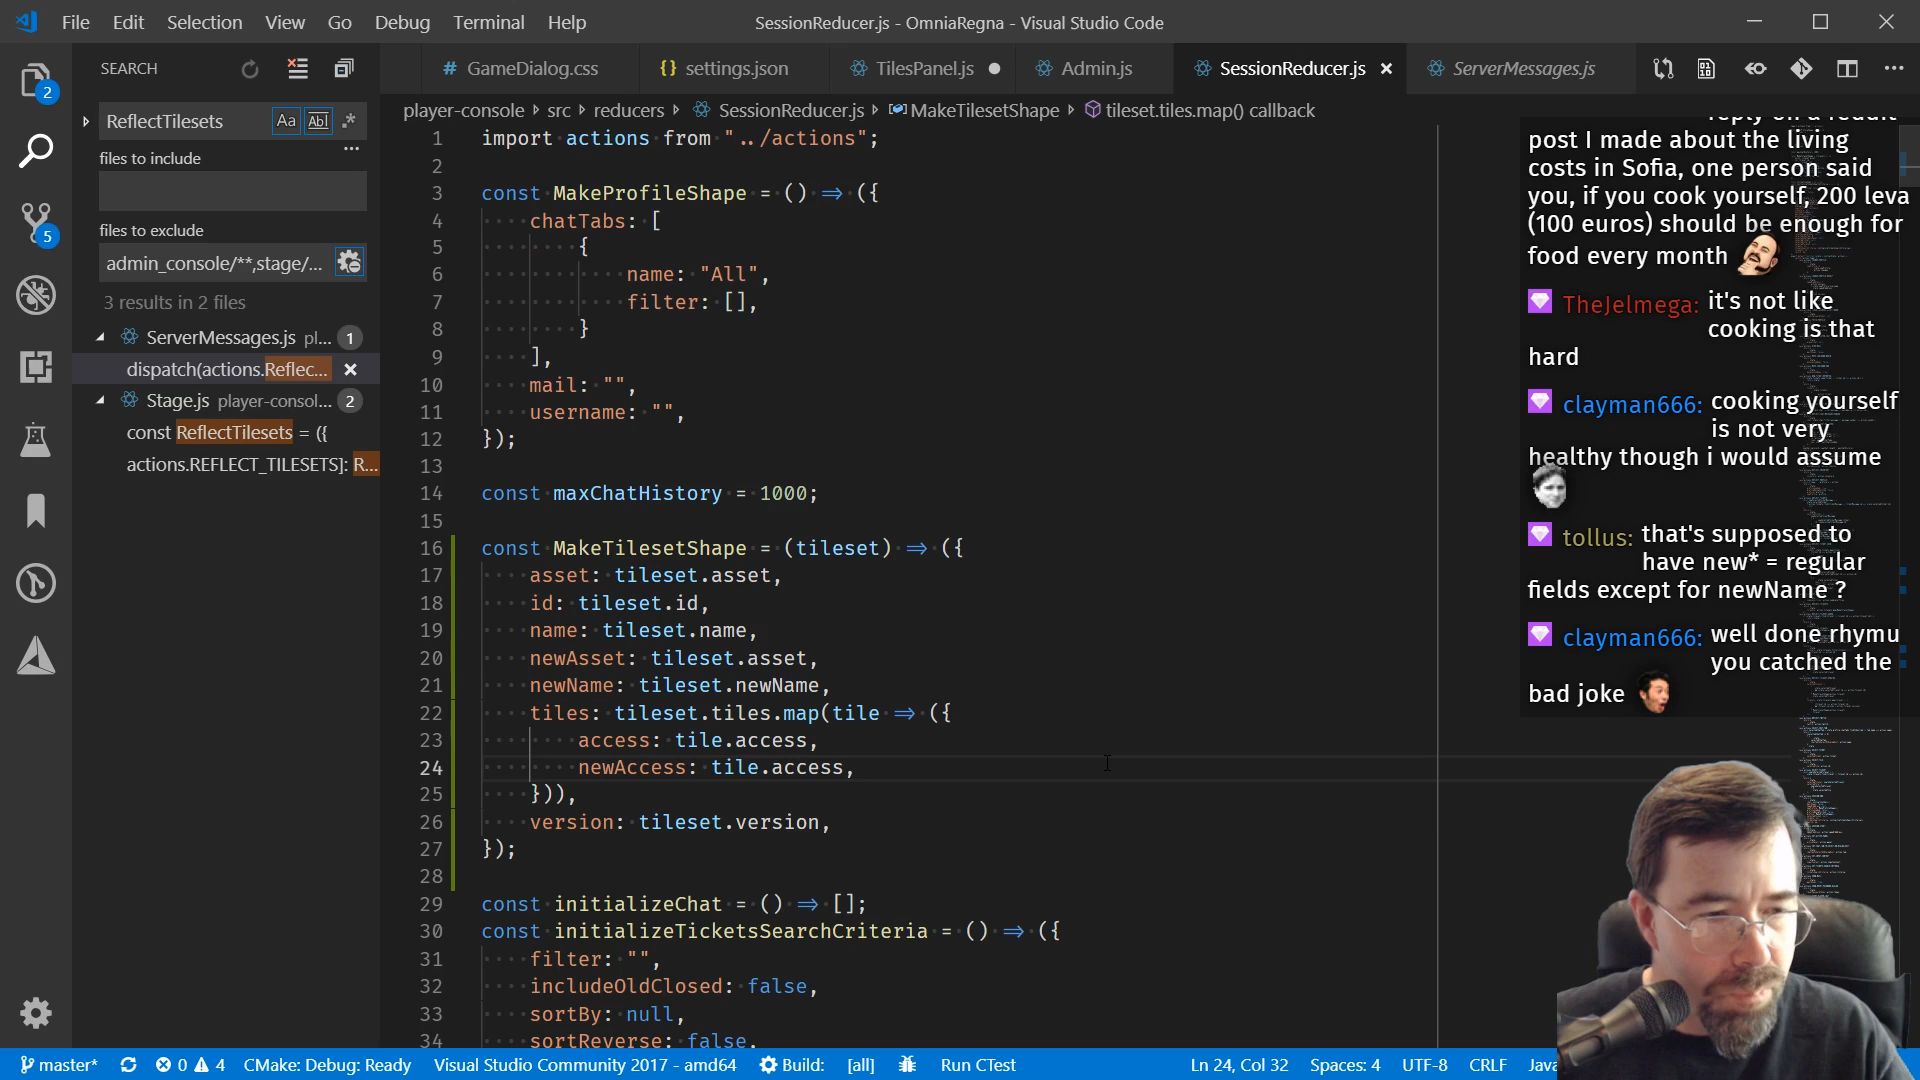 File Edit Selection View Go Debug Terminal Help
SessionReducer.js - OmniaRegna - Visual Studio Code
SEARCH
# GameDialog.css
{} settings.json
TilesPanel.js
Admin.js
SessionReducer.js
ServerMessages.js
2
5
ReflectTilesets
Aa
Abl
.*
files to include
...
files to exclude
admin_console/**,stage/...
3 results in 2 files
ServerMessages.js pl... 1
dispatch(actions.Reflec...
Stage.js player-consol... 2
const ReflectTilesets = ({
actions.REFLECT_TILESETS]: R...
player-console src reducers SessionReducer.js MakeTilesetShape tileset.tiles.map() callback
1 import actions from "../actions";
2
3 const MakeProfileShape = () => ({
4 chatTabs: [
5 {
6 name: "All",
7 filter: [],
8 }
9 ],
10 mail: "",
11 username: "",
12 });
13
14 const maxChatHistory = 1000;
15
16 const MakeTilesetShape = (tileset) => ({
17 asset: tileset.asset,
18 id: tileset.id,
19 name: tileset.name,
20 newAsset: tileset.asset,
21 newName: tileset.newName,
22 tiles: tileset.tiles.map(tile => ({
23 access: tile.access,
24 newAccess: tile.access,
25 })),
26 version: tileset.version,
27 });
28
29 const initializeChat = () => [];
30 const initializeTicketsSearchCriteria = () => ({
31 filter: "",
32 includeOldClosed: false,
33 sortBy: null,
34 sortReverse: false,
reply on a reddit
post I made about the living
costs in Sofia, one person said
you, if you cook yourself, 200 leva
(100 euros) should be enough for
food every month
TheJelmega: it's not like
cooking is that
hard
clayman666: cooking yourself
is not very
healthy though i would assume
tollus: that's supposed to
have new* = regular
fields except for newName ?
clayman666: well done rhymu
you catched the
bad joke
master* 0 4 CMake: Debug: Ready Visual Studio Community 2017 - amd64 Build: [all] Run CTest Ln 24, Col 32 Spaces: 4 UTF-8 CRLF